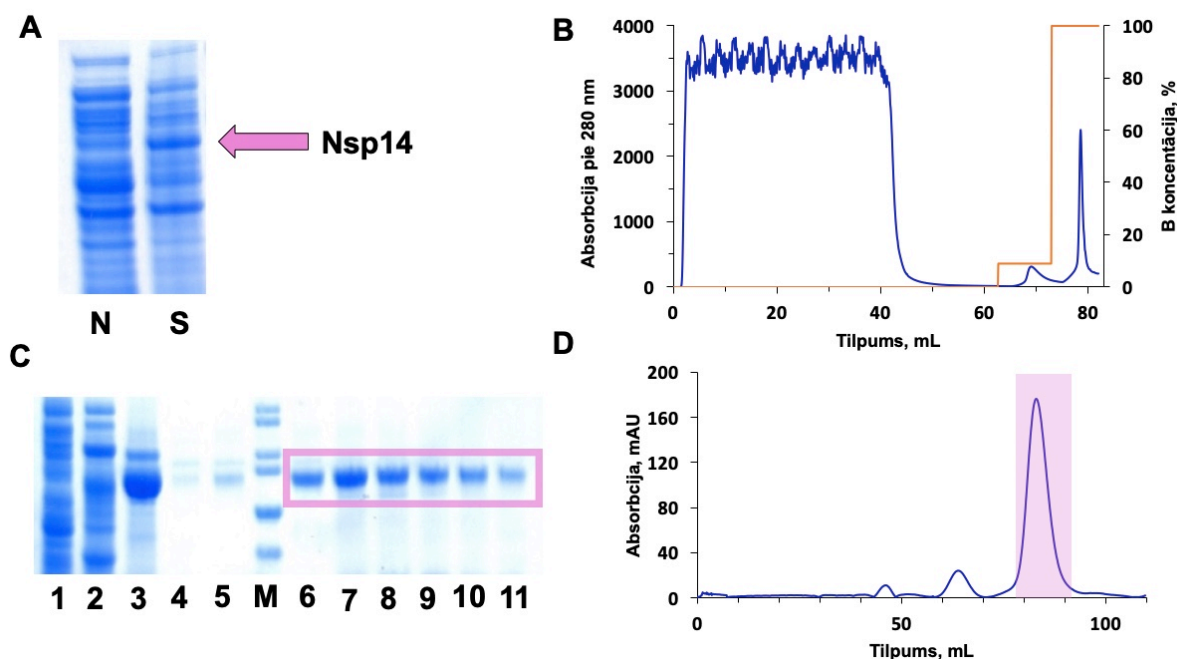 A
Nsp14
N S
B
Absorbcija pie 280 nm
4000
3000
2000
1000
0
0 20 40 60 80
Tilpums, mL
100
80
60
40
20
0
B koncentācija, %
C
1 2 3 4 5 M 6 7 8 9 10 11
D
Absorbcija, mAU
200
160
120
80
40
0
0 50 100
Tilpums, mL